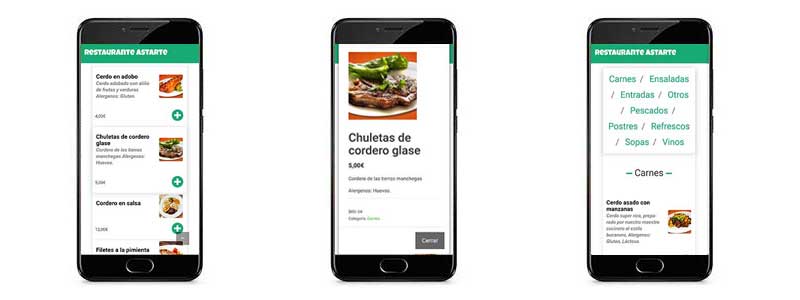 Restaurante Astarte
Cerdo en adobo
Cerdo adobado con aliño
de frutas y verduras
Alergenos: Gluten.
4,00€
Chuletas de cordero
glase
Cordero de las tierras
manchegas Alergenos:
Huevos.
5,00€
Cordero en salsa
12,00€
Filetes a la pimienta
Chuletas de
cordero glase
5,00€
Cordero de las tierras manchegas
Alergenos: Huevos.
Categoría: Carnes
Cerrar
Restaurante Astarte
Carnes / Ensaladas
/ Entradas / Otros
/ Pescados /
Postres / Refrescos
/ Sopas / Vinos
Carnes
Cerdo asado con
manzanas
Cerdo super rico, prepa
rado por nuestro maestro
cocinero al estilo
bucanero. Alergenos:
Gluten, Láctosa.